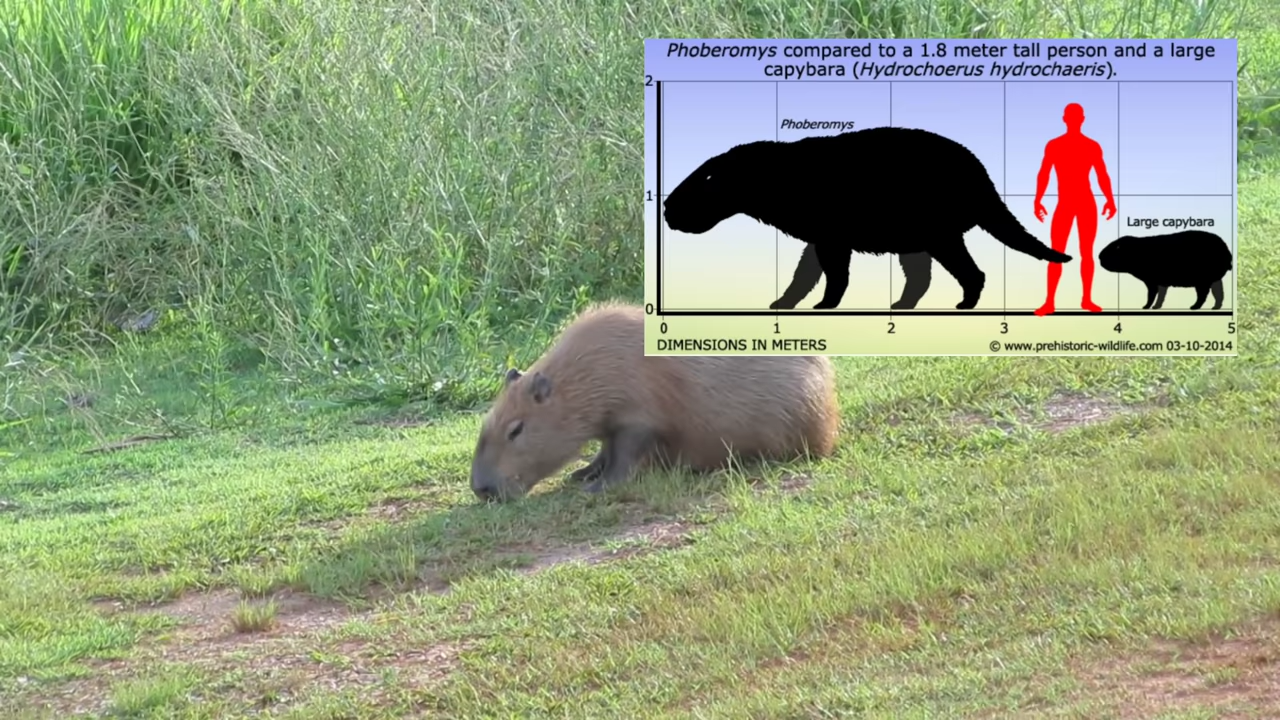 Phoberomys compared to a 1.8 meter tall person and a large
capybara (Hydrochoerus hydrochaeris).
2
Phoberomys
1
Large capybara
0
0 1 2 3 4 5
DIMENSIONS IN METERS
© www.prehistoric-wildlife.com 03-10-2014